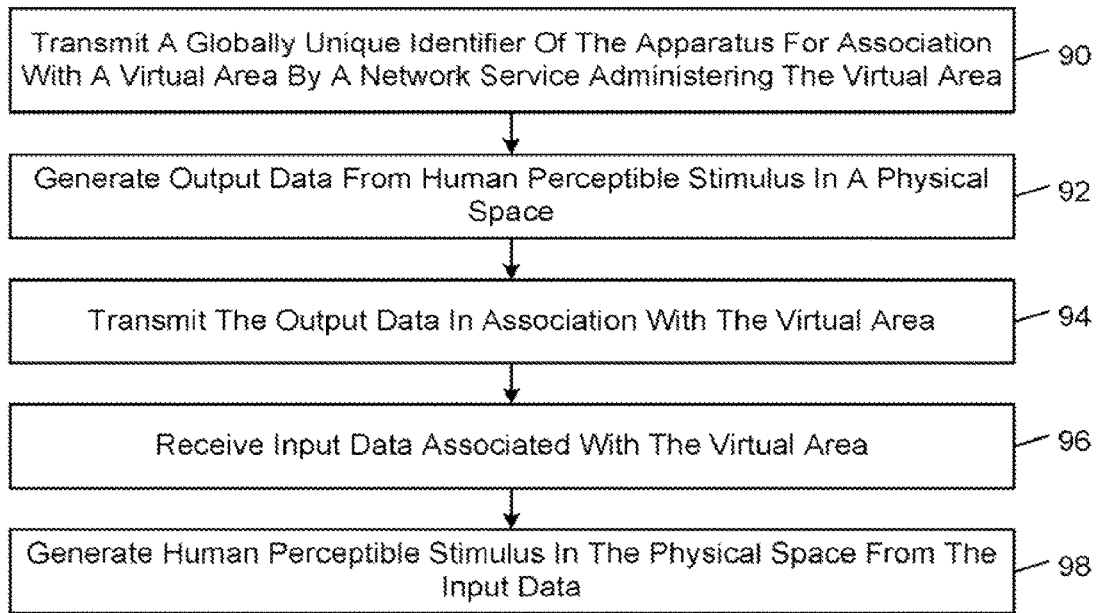 Transmit A Globally Unique Identifier Of The Apparatus For Association
With A Virtual Area By A Network Service Administering The Virtual Area
90
Generate Output Data From Human Perceptible Stimulus In A Physical
Space
92
Transmit The Output Data In Association With The Virtual Area
94
Receive Input Data Associated With The Virtual Area
96
Generate Human Perceptible Stimulus In The Physical Space From The
Input Data
98